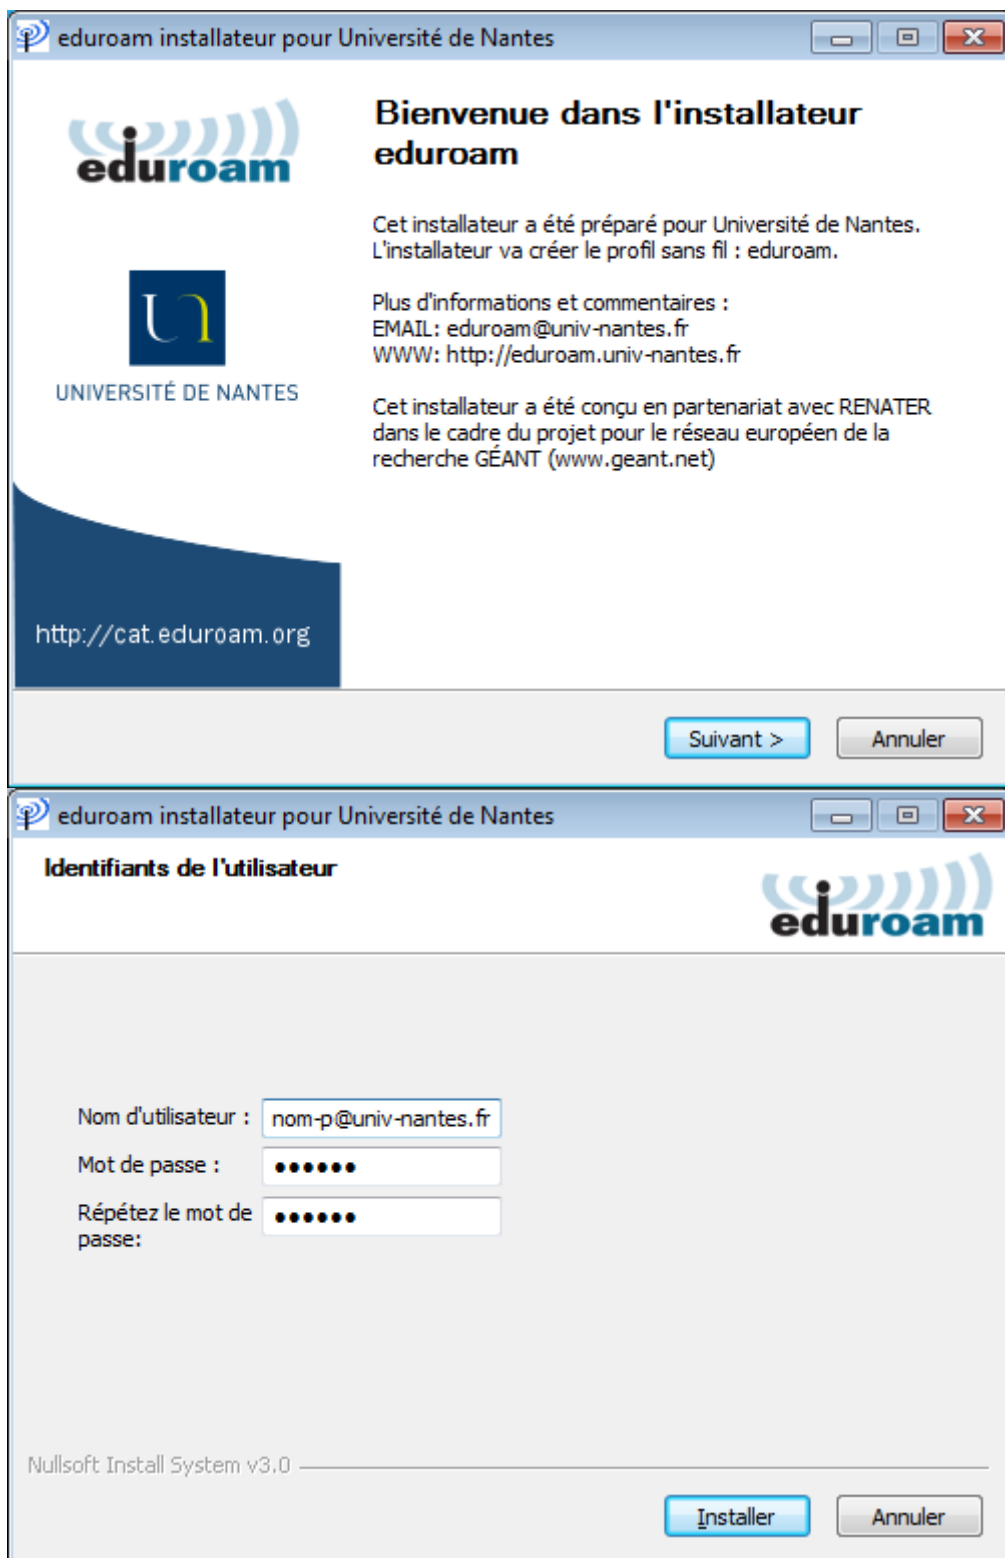 eduroam installateur pour Université de Nantes
eduroam
Bienvenue dans l'installateur
eduroam
Cet installateur a été préparé pour Université de Nantes.
L'installateur va créer le profil sans fil : eduroam.
Plus d'informations et commentaires :
EMAIL: eduroam@univ-nantes.fr
WWW: http://eduroam.univ-nantes.fr
UNIVERSITÉ DE NANTES
Cet installateur a été conçu en partenariat avec RENATER
dans le cadre du projet pour le réseau européen de la
recherche GÉANT (www.geant.net)
http://cat.eduroam.org
Suivant >
Annuler
eduroam installateur pour Université de Nantes
Identifiants de l'utilisateur
eduroam
Nom d'utilisateur : nom-p@univ-nantes.fr
Mot de passe : ●●●●●●
Répétez le mot de ●●●●●●
passe:
Nullsoft Install System v3.0
Installer
Annuler